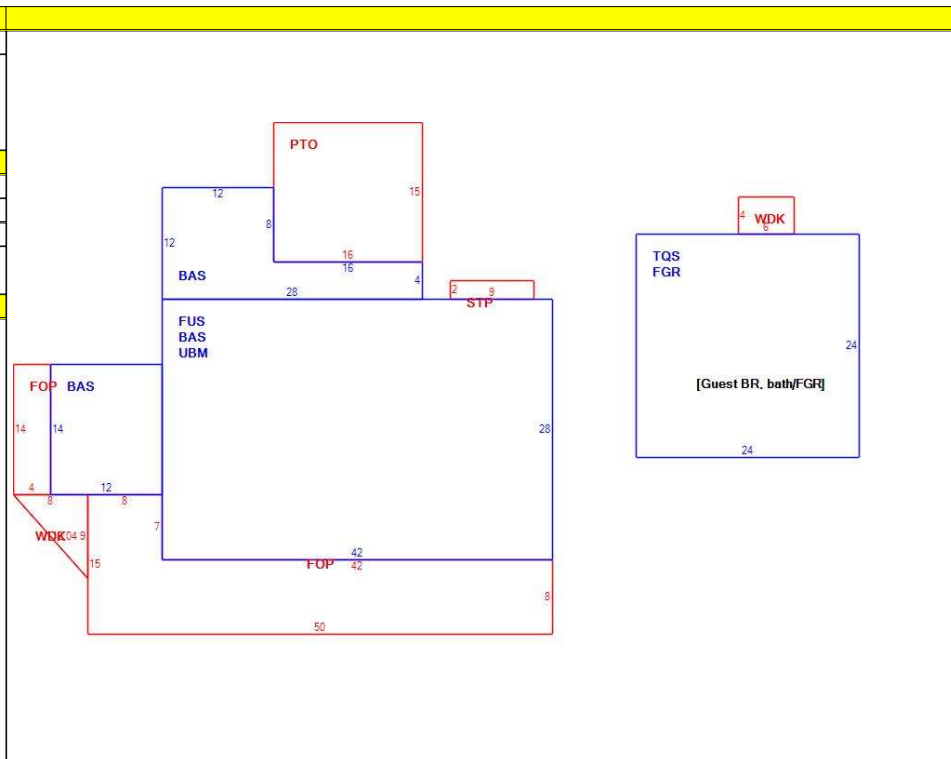 PTO
15
16
12
8
12
16
4
BAS
28
4
WDK
6
2
9
STP
TQS
FGR
24
[Guest BR, bath/FGR]
24
FUS
BAS
UBM
28
FOP
BAS
14
14
4
12
8
8
WDK
04
9
15
7
42
FOP
42
8
50